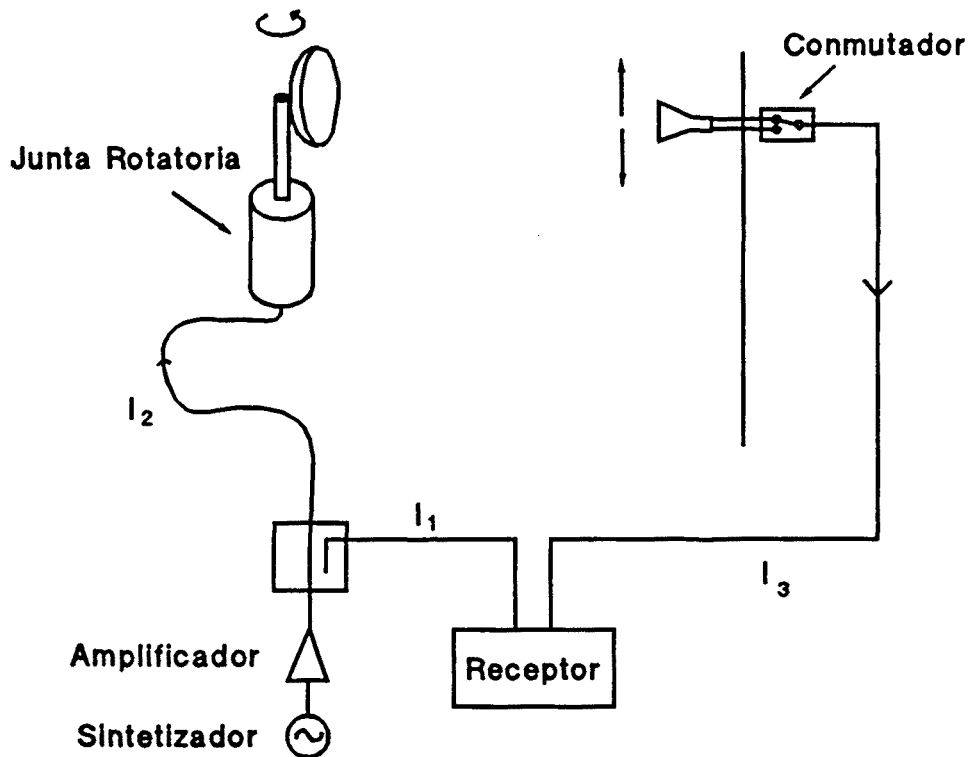 Conmutador
Junta Rotatoria
l₂
l₁
l₃
Amplificador
Receptor
Sintetizador